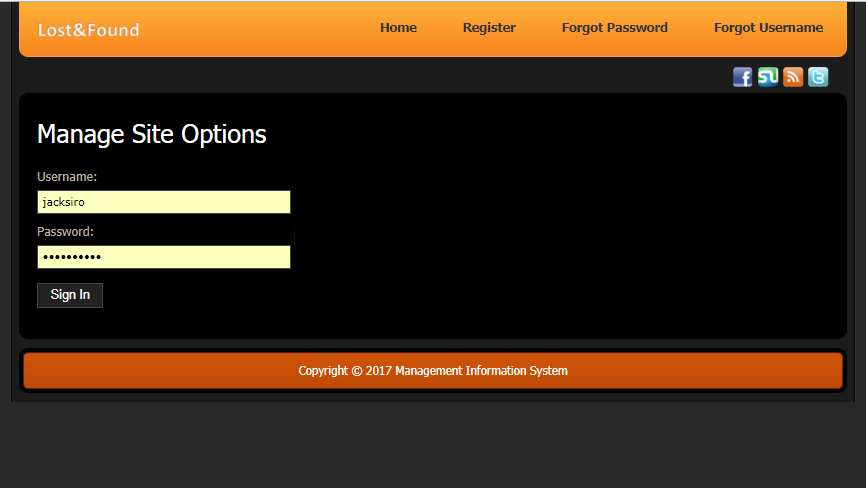 Lost&Found
Home Register Forgot Password Forgot Username
Manage Site Options
Username:
jacksiro
Password:
••••••••••
Sign In
Copyright © 2017 Management Information System